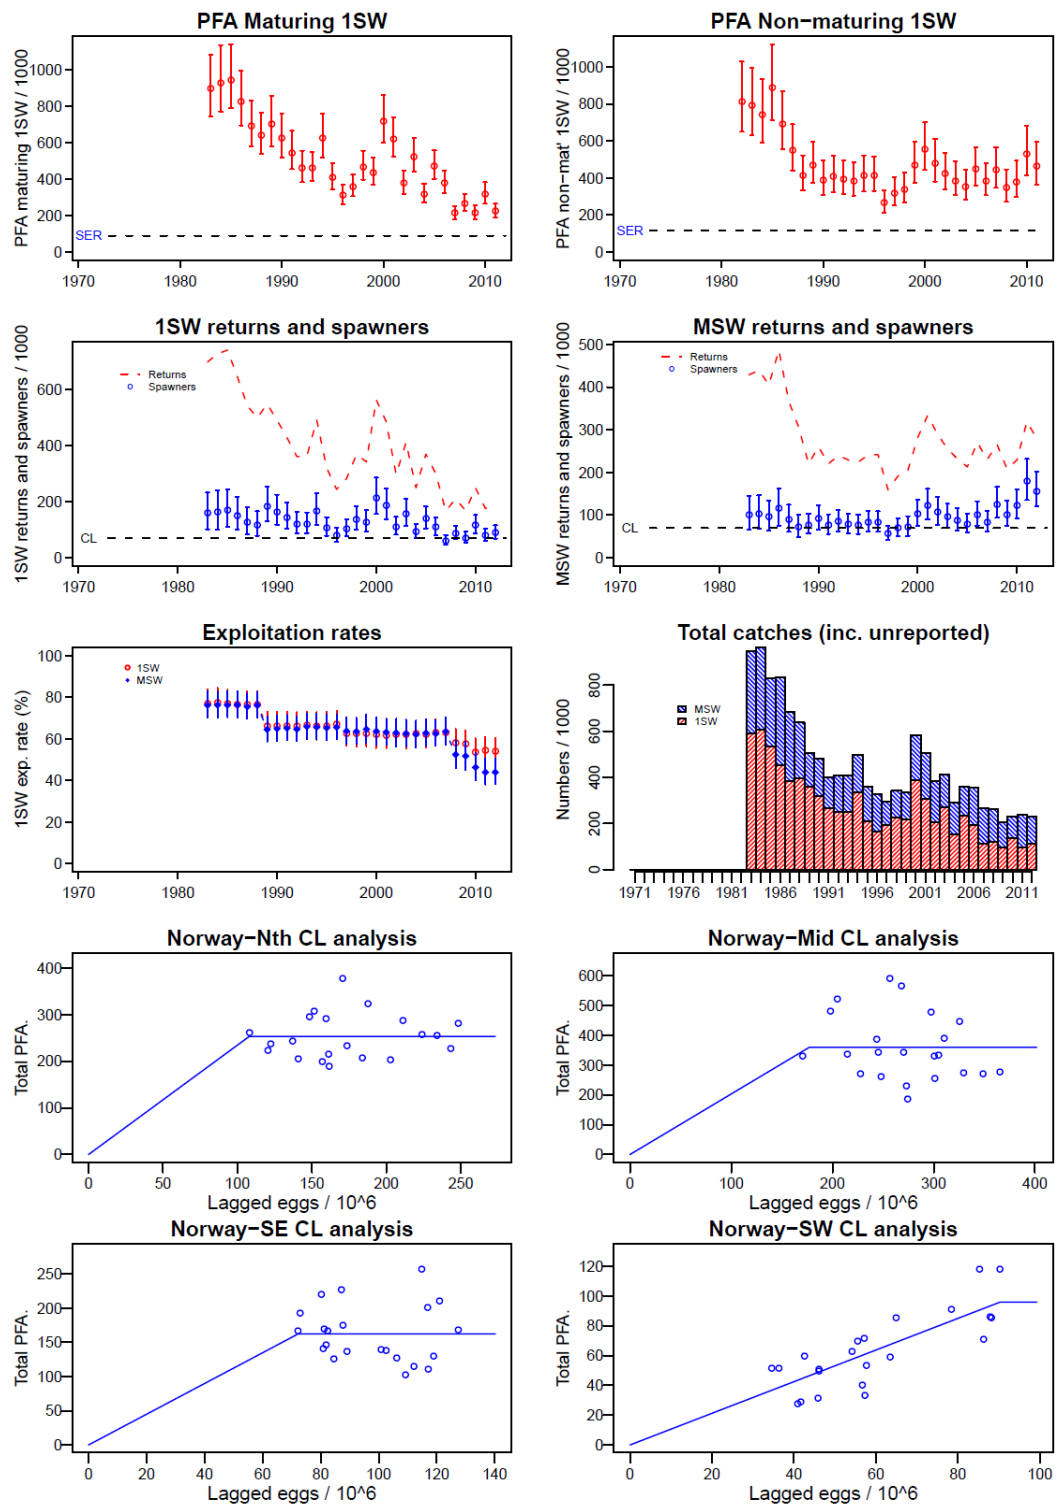 PFA Maturing 1SW
PFA maturing 1SW / 1000
1000
800
600
400
200
0
SER
1970 1980 1990 2000 2010
PFA Non−maturing 1SW
PFA non−mat' 1SW / 1000
1000
800
600
400
200
0
SER
1970 1980 1990 2000 2010
1SW returns and spawners
1SW returns and spawners / 1000
600
400
200
0
Returns
Spawners
CL
1970 1980 1990 2000 2010
MSW returns and spawners
MSW returns and spawners / 1000
500
400
300
200
100
0
Returns
Spawners
CL
1970 1980 1990 2000 2010
Exploitation rates
1SW exp. rate (%)
100
80
60
40
20
0
1SW
MSW
1970 1980 1990 2000 2010
Total catches (inc. unreported)
Numbers / 1000
800
600
400
200
0
MSW
1SW
1971 1976 1981 1986 1991 1996 2001 2006 2011
Norway−Nth CL analysis
Total PFA.
400
300
200
100
0
0 50 100 150 200 250
Lagged eggs / 10^6
Norway−Mid CL analysis
Total PFA.
600
500
400
300
200
100
0
0 100 200 300 400
Lagged eggs / 10^6
Norway−SE CL analysis
Total PFA.
250
200
150
100
50
0
0 20 40 60 80 100 120 140
Lagged eggs / 10^6
Norway−SW CL analysis
Total PFA.
120
100
80
60
40
20
0
0 20 40 60 80 100
Lagged eggs / 10^6